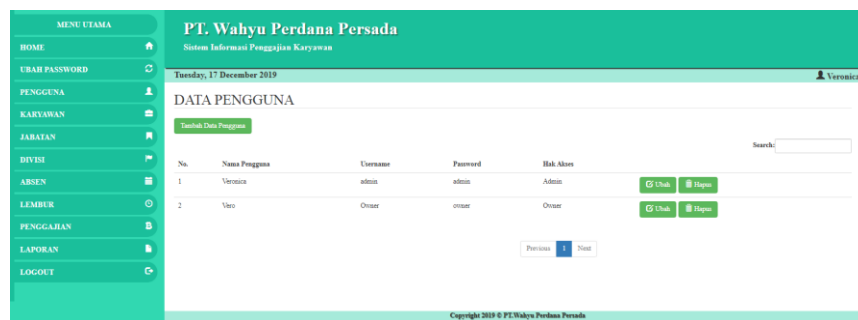 MENU UTAMA
HOME
UBAH PASSWORD
PENGGUNA
KARYAWAN
JABATAN
DIVISI
ABSEN
LEMBUR
PENGGAJIAN
LAPORAN
LOGOUT
PT. Wahyu Perdana Persada
Sistem Informasi Penggajian Karyawan
Tuesday, 17 December 2019 Veronica
DATA PENGGUNA
Tambah Data Pengguna
Search:
No. Nama Pengguna Username Password Hak Akses
1 Veronica admin admin Admin Ubah Hapus
2 Vero Owner owner Owner Ubah Hapus
Previous 1 Next
Copyright 2019 © PT.Wahyu Perdana Persada